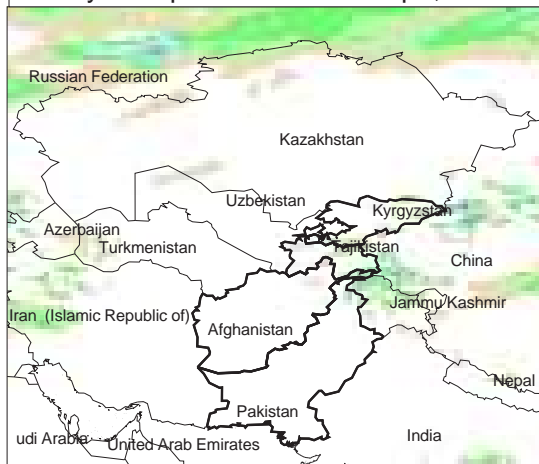 Russian Federation
Kazakhstan
Uzbekistan
Kyrgyzstan
Azerbaijan
Turkmenistan
Tajikistan
China
Jammu Kashmir
Iran (Islamic Republic of)
Afghanistan
Nepal
Pakistan
udi Arabia
United Arab Emirates
India